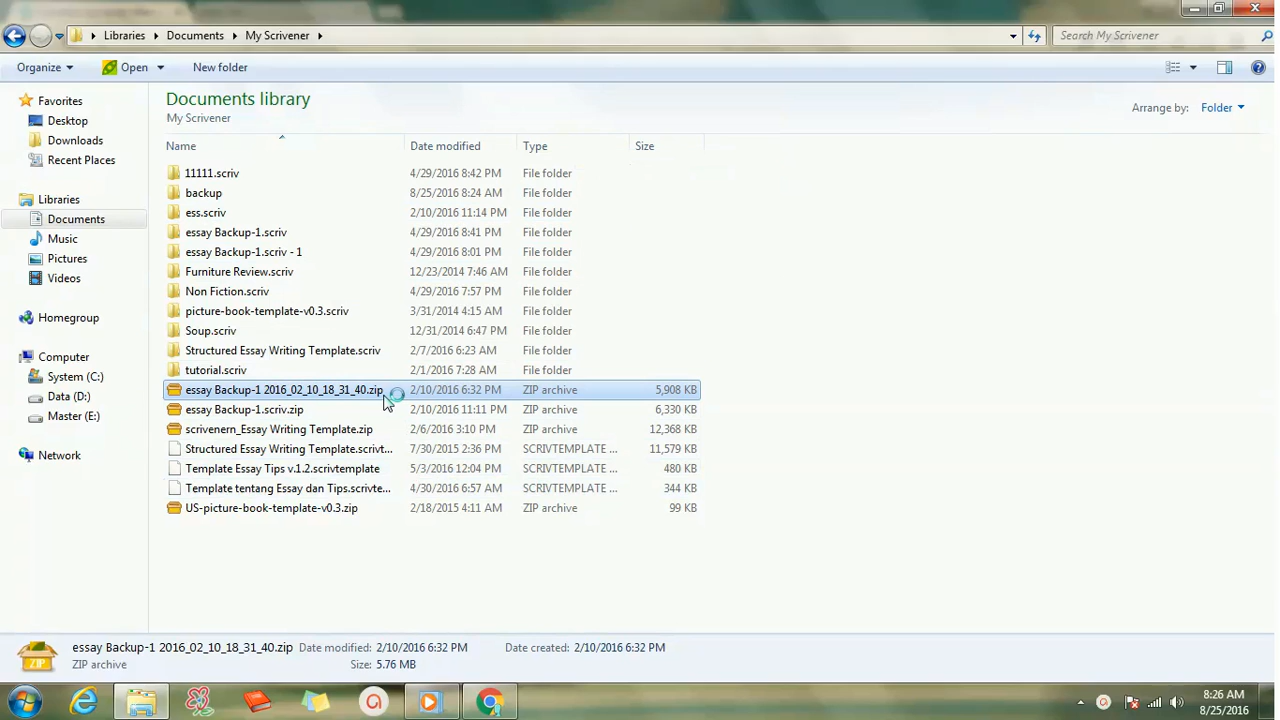 Libraries Documents My Scrivener Search My Scrivener
Organize Open New folder
Favorites
Desktop
Downloads
Recent Places
Libraries
Documents
Music
Pictures
Videos
Homegroup
Computer
System (C:)
Data (D:)
Master (E:)
Network
Documents library
My Scrivener
Arrange by: Folder
Name Date modified Type Size
11111.scriv 4/29/2016 8:42 PM File folder
backup 8/25/2016 8:24 AM File folder
ess.scriv 2/10/2016 11:14 PM File folder
essay Backup-1.scriv 4/29/2016 8:41 PM File folder
essay Backup-1.scriv - 1 4/29/2016 8:01 PM File folder
Furniture Review.scriv 12/23/2014 7:46 AM File folder
Non Fiction.scriv 4/29/2016 7:57 PM File folder
picture-book-template-v0.3.scriv 3/31/2014 4:15 AM File folder
Soup.scriv 12/31/2014 6:47 PM File folder
Structured Essay Writing Template.scriv 2/7/2016 6:23 AM File folder
tutorial.scriv 2/1/2016 7:28 AM File folder
essay Backup-1 2016_02_10_18_31_40.zip 2/10/2016 6:32 PM ZIP archive 5,908 KB
essay Backup-1.scriv.zip 2/10/2016 11:11 PM ZIP archive 6,330 KB
scrivenern_Essay Writing Template.zip 2/6/2016 3:10 PM ZIP archive 12,368 KB
Structured Essay Writing Template.scrivt... 7/30/2015 2:36 PM SCRIVTEMPLATE ... 11,579 KB
Template Essay Tips v.1.2.scrivtemplate 5/3/2016 12:04 PM SCRIVTEMPLATE ... 480 KB
Template tentang Essay dan Tips.scrivte... 4/30/2016 6:57 AM SCRIVTEMPLATE ... 344 KB
US-picture-book-template-v0.3.zip 2/18/2015 4:11 AM ZIP archive 99 KB
essay Backup-1 2016_02_10_18_31_40.zip Date modified: 2/10/2016 6:32 PM Date created: 2/10/2016 6:32 PM
ZIP archive Size: 5.76 MB
ZIP
8:26 AM
8/25/2016